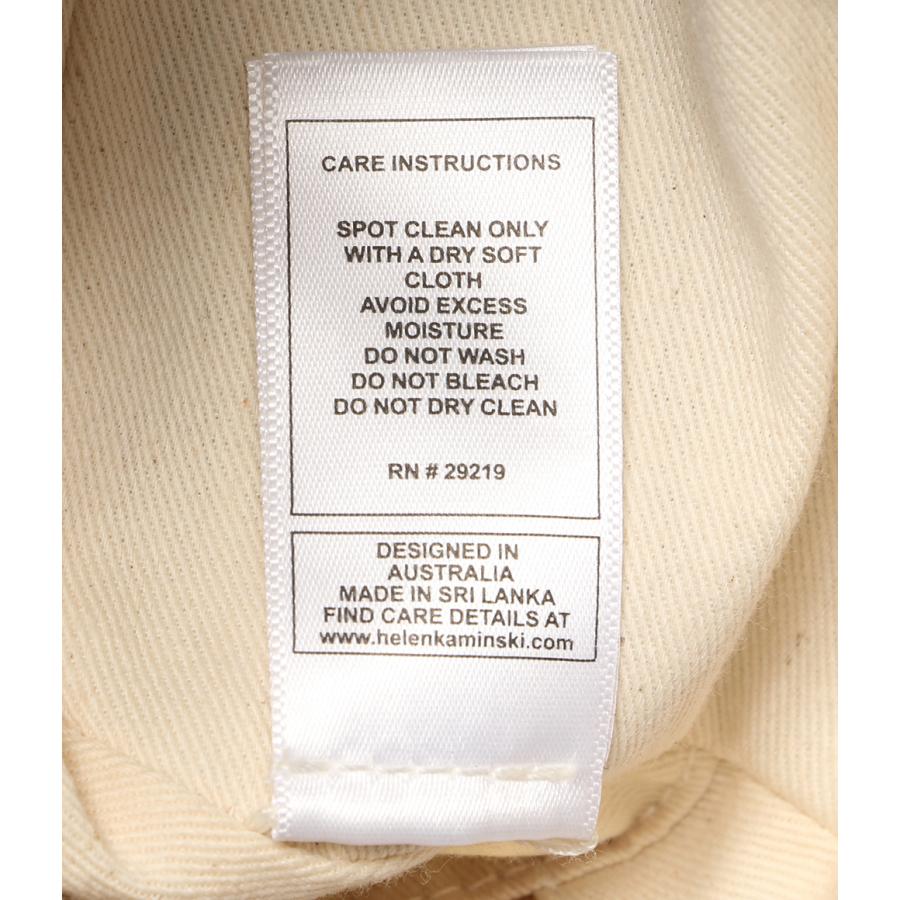 CARE INSTRUCTIONS
SPOT CLEAN ONLY
WITH A DRY SOFT
CLOTH
AVOID EXCESS
MOISTURE
DO NOT WASH
DO NOT BLEACH
DO NOT DRY CLEAN
RN # 29219
DESIGNED IN
AUSTRALIA
MADE IN SRI LANKA
FIND CARE DETAILS AT
www.helenkaminski.com